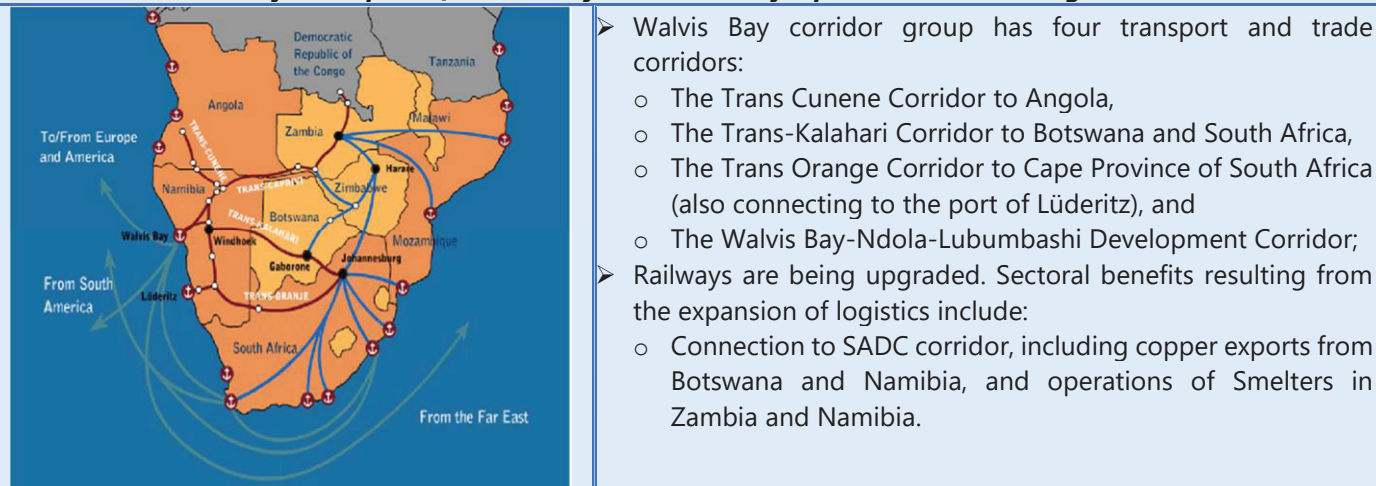 Democratic
Republic of
the Congo
Tanzania
Angola
Malawi
Zambia
To/From Europe
and America
TRANS-CUNENE
Harare
TRANS-CAPRIVI
Zimbabwe
Namibia
TRANS-KALAHARI
Botswana
Walvis Bay
Windhoek
Mozambique
Gaborone
Johannesburg
From South
America
Lüderitz
TRANS-ORANJE
South Africa
From the Far East
➢ Walvis Bay corridor group has four transport and trade
corridors:
o The Trans Cunene Corridor to Angola,
o The Trans-Kalahari Corridor to Botswana and South Africa,
o The Trans Orange Corridor to Cape Province of South Africa
(also connecting to the port of Lüderitz), and
o The Walvis Bay-Ndola-Lubumbashi Development Corridor;
➢ Railways are being upgraded. Sectoral benefits resulting from
the expansion of logistics include:
o Connection to SADC corridor, including copper exports from
Botswana and Namibia, and operations of Smelters in
Zambia and Namibia.